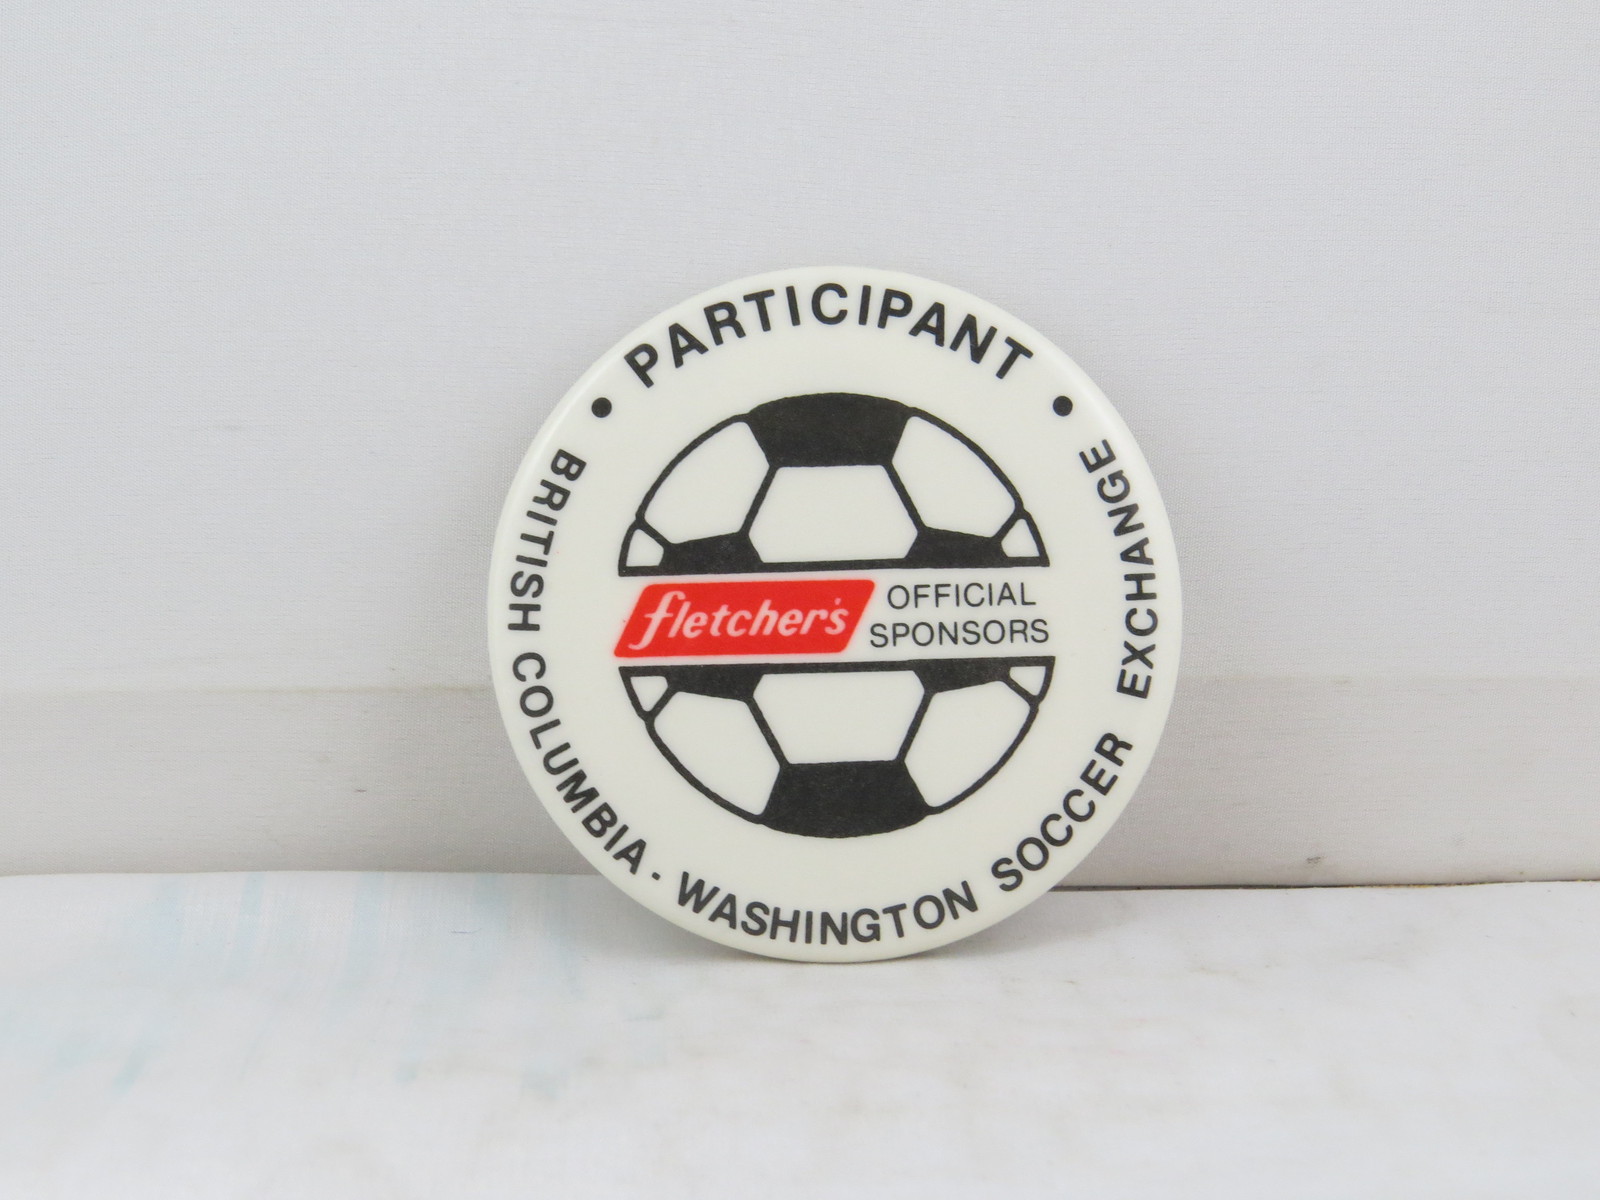 • PARTICIPANT •
fletcher's
OFFICIAL
SPONSORS
BRITISH COLUMBIA - WASHINGTON SOCCER EXCHANGE